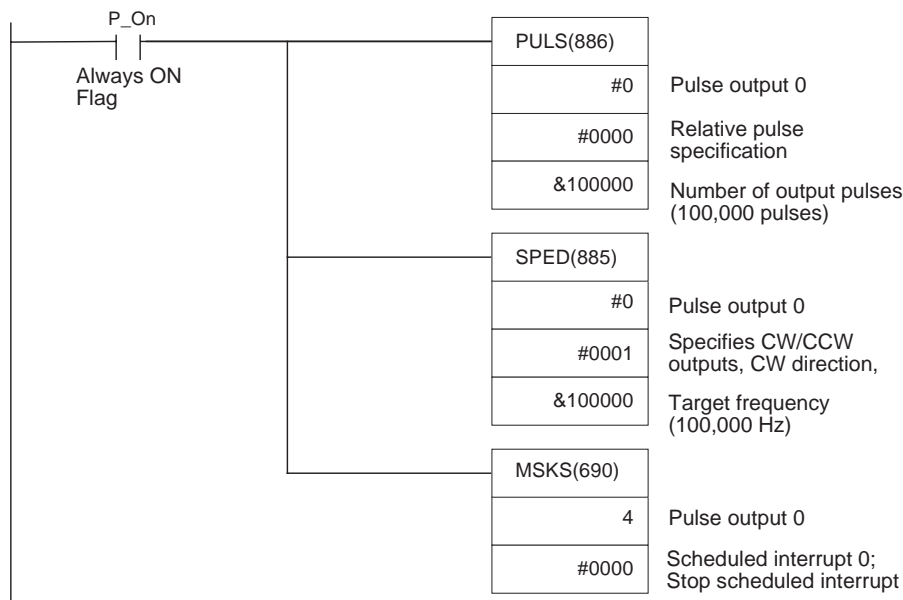 P_On
Always ON
Flag
PULS(886)
#0 Pulse output 0
#0000 Relative pulse
specification
&100000 Number of output pulses
(100,000 pulses)
SPED(885)
#0 Pulse output 0
#0001 Specifies CW/CCW
outputs, CW direction,
&100000 Target frequency
(100,000 Hz)
MSKS(690)
4 Pulse output 0
#0000 Scheduled interrupt 0;
Stop scheduled interrupt